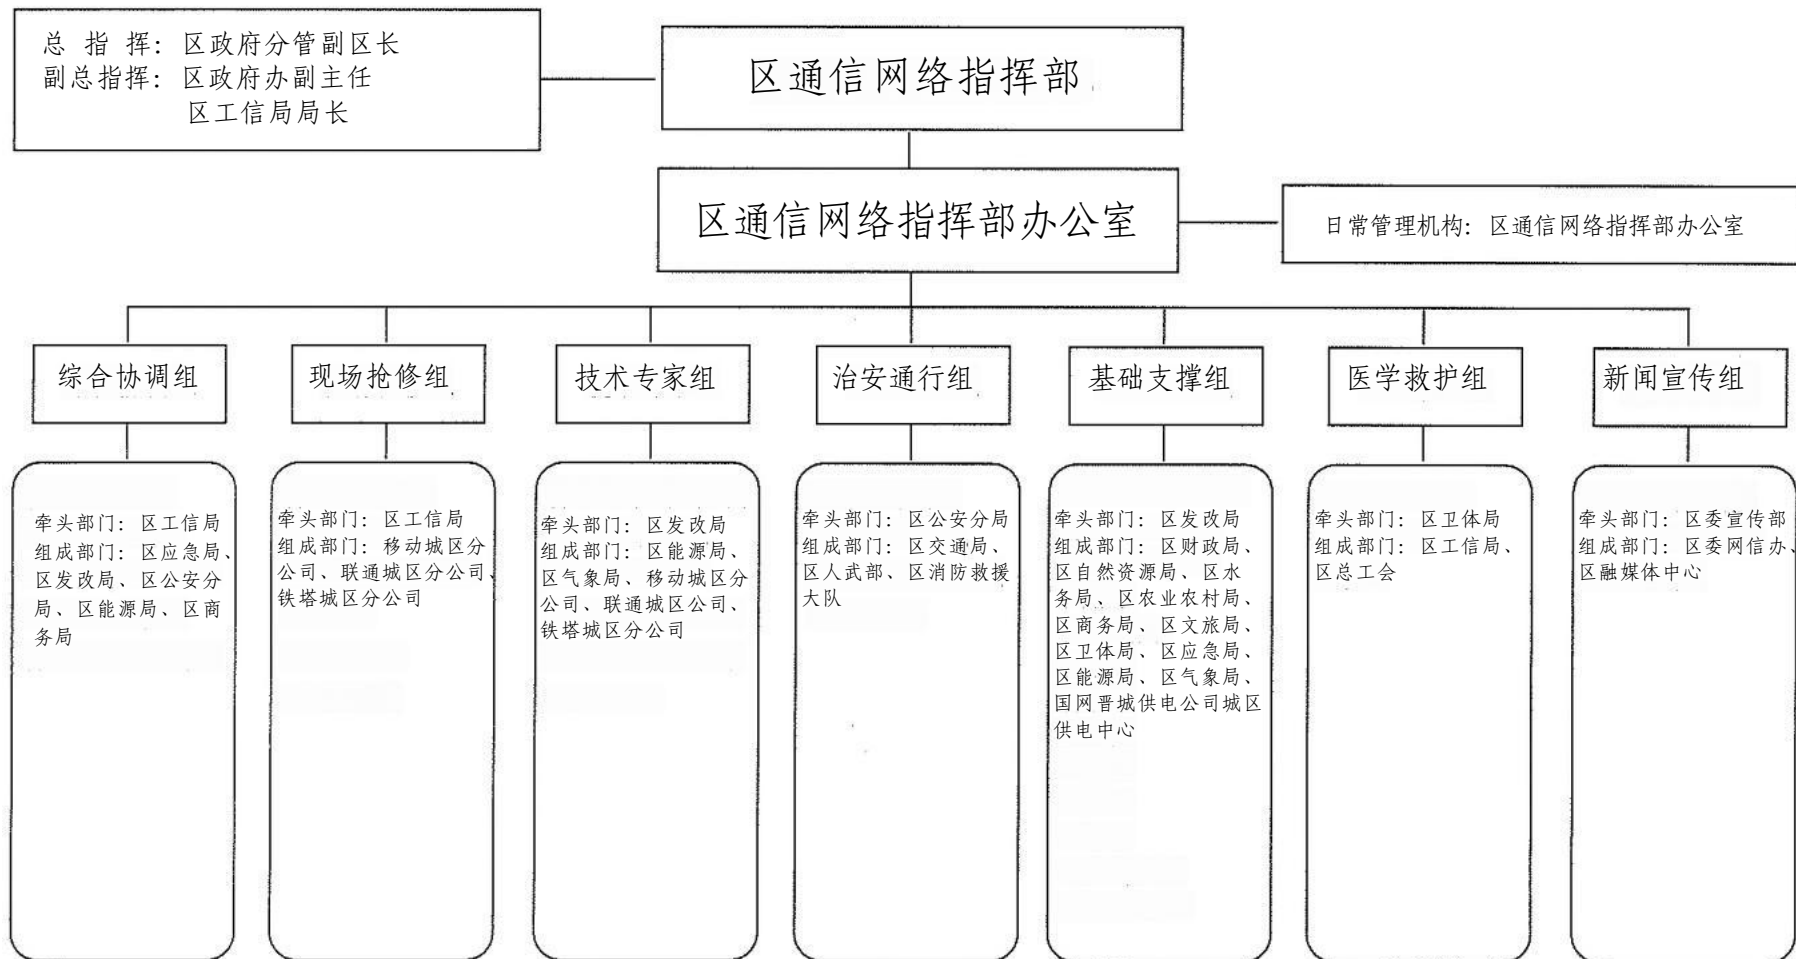 总 指 挥：区政府分管副区长
副总指挥：区政府办副主任
区工信局局长
区通信网络指挥部
区通信网络指挥部办公室
日常管理机构：区通信网络指挥部办公室
综合协调组
现场抢修组
技术专家组
治安通行组
基础支撑组
医学救护组
新闻宣传组
牵头部门：区工信局
组成部门：区应急局、
区发改局、区公安分
局、区能源局、区商
务局
牵头部门：区工信局
组成部门：移动城区分
公司、联通城区分公司、
铁塔城区分公司
牵头部门：区发改局
组成部门：区能源局、
区气象局、移动城区分
公司、联通城区公司、
铁塔城区分公司
牵头部门：区公安分局
组成部门：区交通局、
区人武部、区消防救援
大队
牵头部门：区发改局
组成部门：区财政局、
区自然资源局、区水
务局、区农业农村局、
区商务局、区文旅局、
区卫体局、区应急局、
区能源局、区气象局、
国网晋城供电公司城区
供电中心
牵头部门：区卫体局
组成部门：区工信局、
区总工会
牵头部门：区委宣传部
组成部门：区委网信办、
区融媒体中心